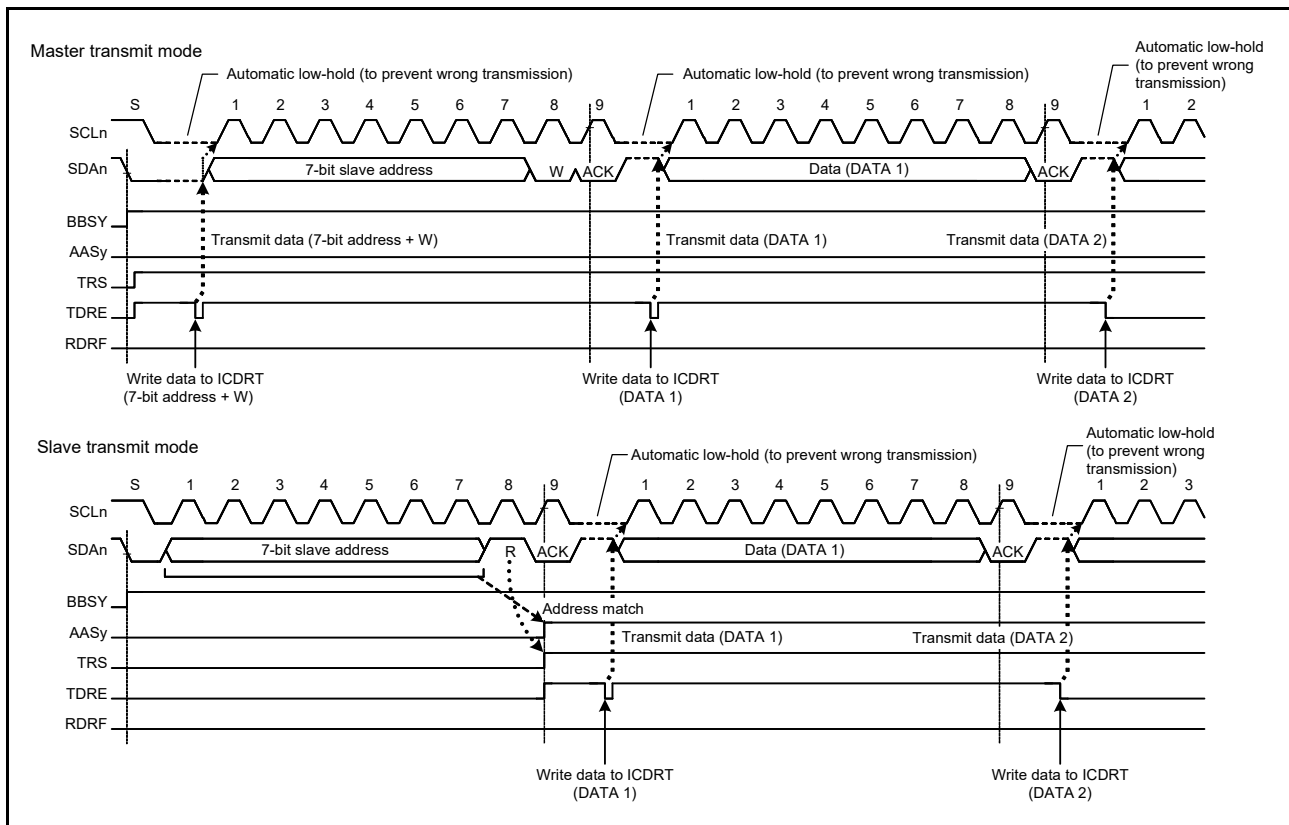 Master transmit mode
Automatic low-hold (to prevent wrong transmission)
Automatic low-hold (to prevent wrong transmission)
Automatic low-hold
(to prevent wrong
transmission)
S 1 2 3 4 5 6 7 8 9 1 2 3 4 5 6 7 8 9 1 2
SCLn
SDAn 7-bit slave address W ACK Data (DATA 1) ACK
BBSY
Transmit data (7-bit address + W) Transmit data (DATA 1) Transmit data (DATA 2)
AASy
TRS
TDRE
RDRF
Write data to ICDRT
(7-bit address + W)
Write data to ICDRT
(DATA 1)
Write data to ICDRT
(DATA 2)
Slave transmit mode
Automatic low-hold (to prevent wrong transmission)
Automatic low-hold
(to prevent wrong
transmission)
S 1 2 3 4 5 6 7 8 9 1 2 3 4 5 6 7 8 9 1 2 3
SCLn
SDAn 7-bit slave address R ACK Data (DATA 1) ACK
BBSY
Address match
AASy
Transmit data (DATA 1) Transmit data (DATA 2)
TRS
TDRE
RDRF
Write data to ICDRT
(DATA 1)
Write data to ICDRT
(DATA 2)